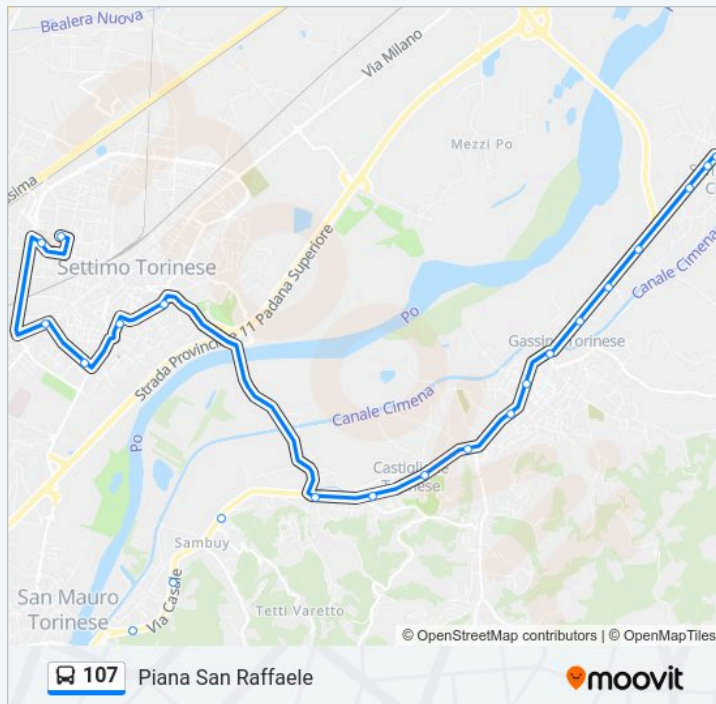 Bealera Nuova
Via Milano
Mezzi Po
Settimo Torinese
Strada Provinciale 11 Padana Superiore
Po
Canale Cimena
Gassino Torinese
Canale Cimena
Po
Castiglione
Torinese
Sambuy
San Mauro
Torinese
Via Casale
Tetti Varetto
© OpenStreetMap contributors | © OpenMapTiles
107 Piana San Raffaele
moovit